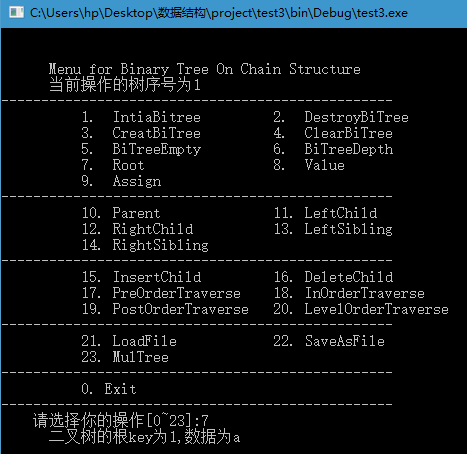 C:\Users\hp\Desktop\数据结构\project\test3\bin\Debug\test3.exe
Menu for Binary Tree On Chain Structure
当前操作的树序号为1
------------------------------------------------
1. IntiaBitree 2. DestroyBiTree
3. CreatBiTree 4. ClearBiTree
5. BiTreeEmpty 6. BiTreeDepth
7. Root 8. Value
9. Assign
------------------------------------------------
10. Parent 11. LeftChild
12. RightChild 13. LeftSibling
14. RightSibling
------------------------------------------------
15. InsertChild 16. DeleteChild
17. PreOrderTraverse 18. InOrderTraverse
19. PostOrderTraverse 20. LevelOrderTraverse
------------------------------------------------
21. LoadFile 22. SaveAsFile
23. MulTree
------------------------------------------------
0. Exit
------------------------------------------------
请选择你的操作[0~23]:7
二叉树的根key为1,数据为a